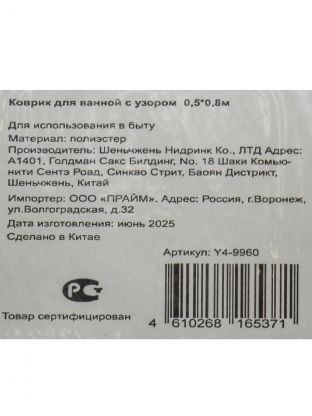 Коврик для ванной с узором 0,5*0,8м
Для использования в быту
Материал: полиэстер
Производитель: Шеньчжень Нидринк Ко., ЛТД Адрес:
А1401, Голдман Сакс Билдинг, No. 18 Шаки Комью-
нити Сентэ Роад, Синкао Стрит, Баоян Дистрикт,
Шеньчжень, Китай
Импортер: ООО «ПРАЙМ». Адрес: Россия, г.Воронеж,
ул.Волгоградская, д.32
Дата изготовления: июнь 2025
Сделано в Китае
Артикул: Y4-9960
РСТ
Товар сертифицирован
4 610268 165371